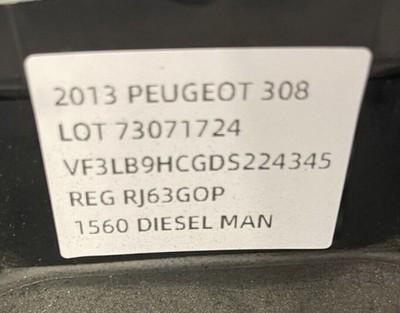 2013 PEUGEOT 308
LOT 73071724
VF3LB9HCGDS224345
REG RJ63GOP
1560 DIESEL MAN